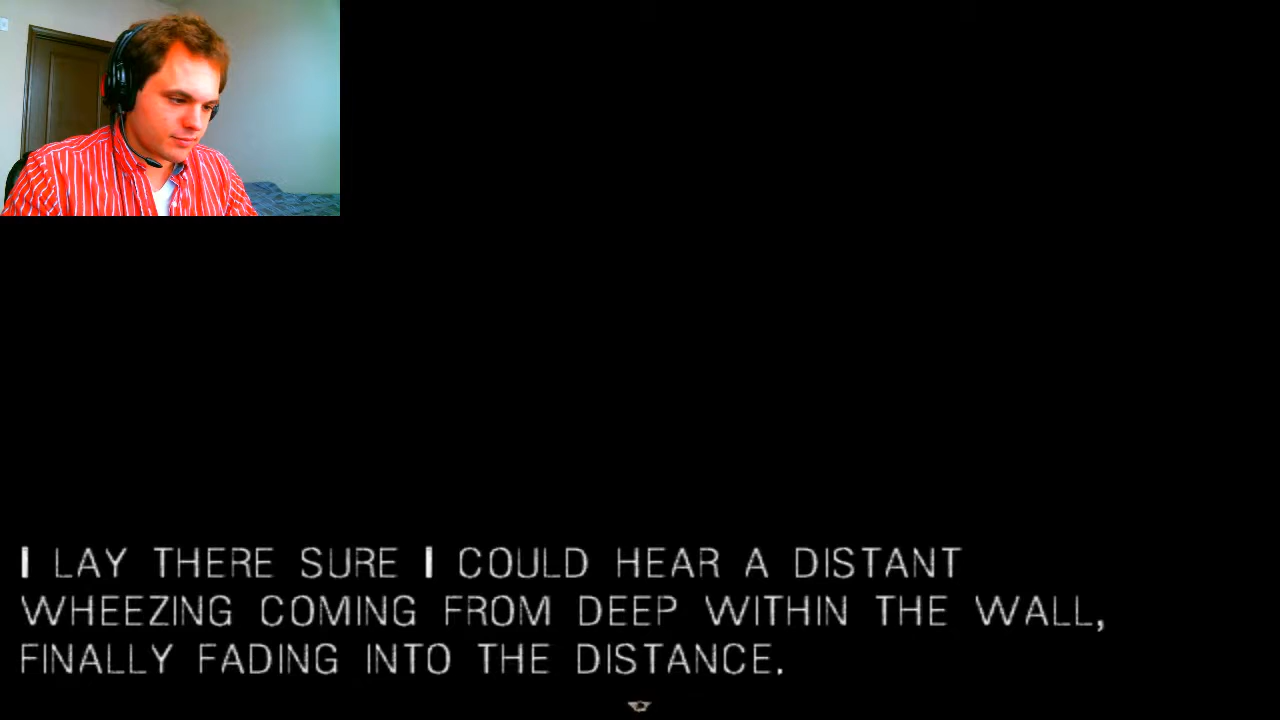 I LAY THERE SURE I COULD HEAR A DISTANT
WHEEZING COMING FROM DEEP WITHIN THE WALL,
FINALLY FADING INTO THE DISTANCE.